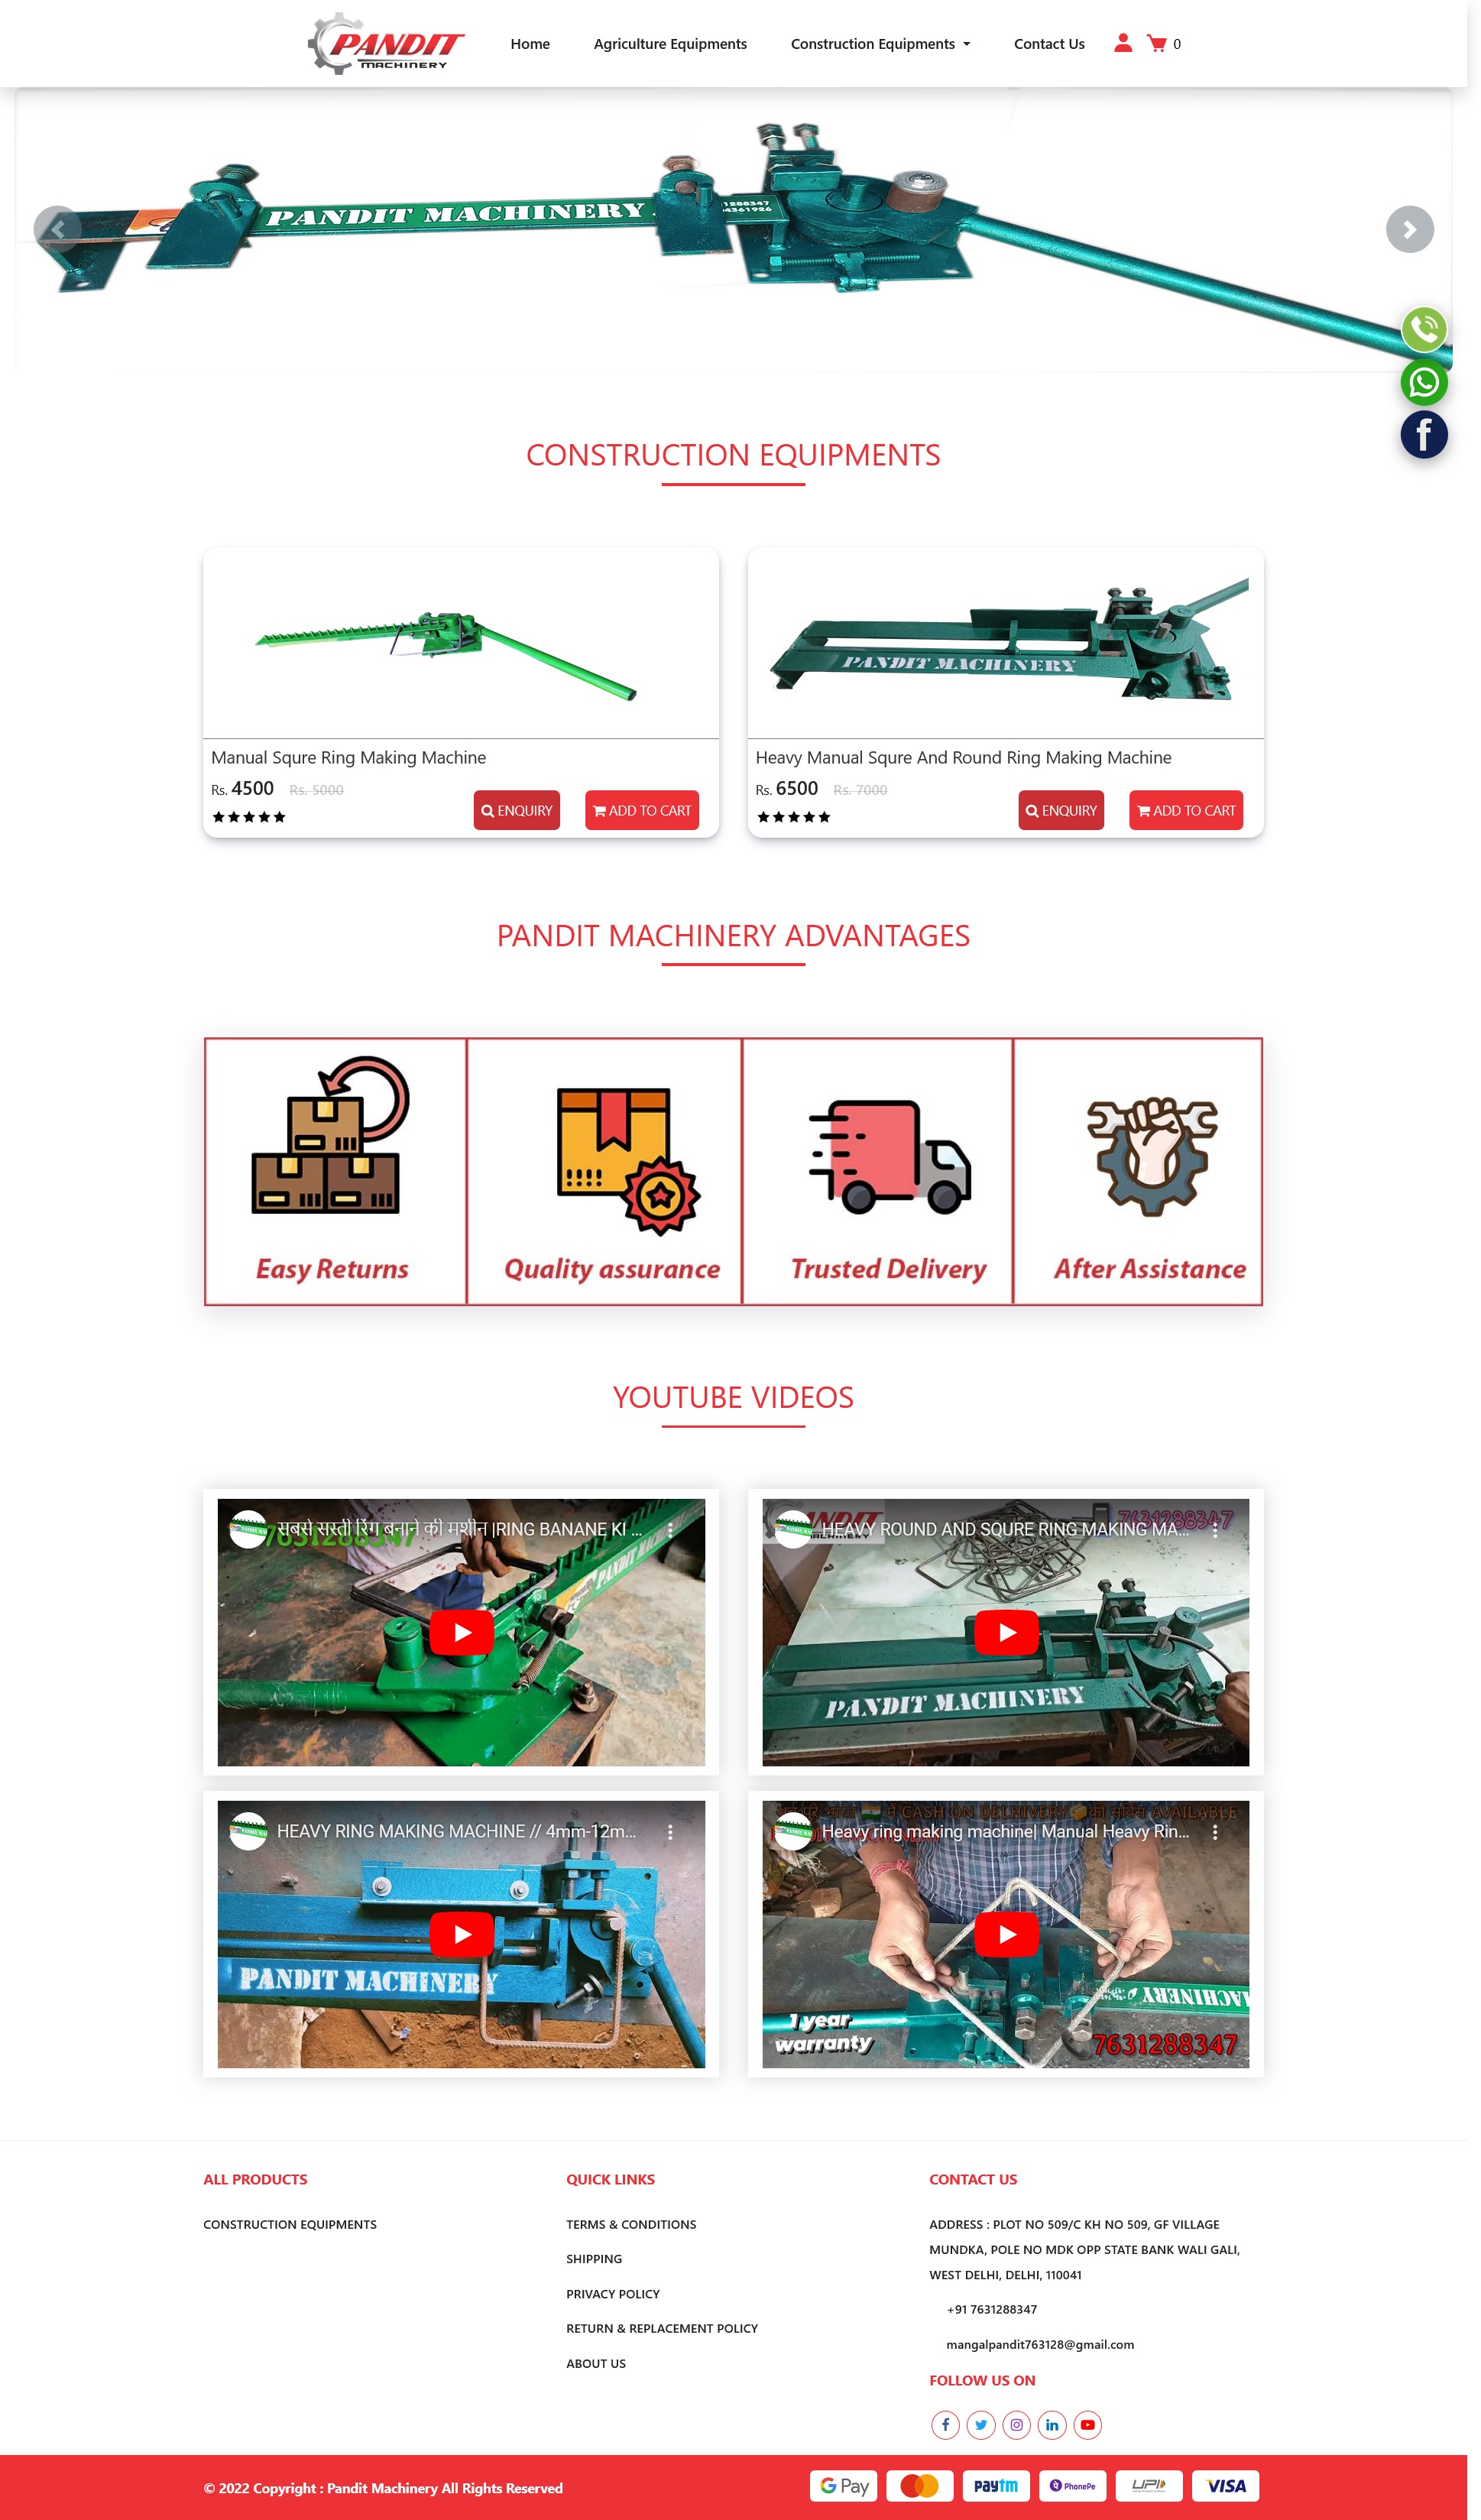 PANDIT
MACHINERY
Home
Agriculture Equipments
Construction Equipments
Contact Us
0
PANDIT MACHINERY
CONSTRUCTION EQUIPMENTS
PANDIT MACHINERY
Manual Squre Ring Making Machine
Rs. 4500 Rs. 5000
ENQUIRY
ADD TO CART
Heavy Manual Squre And Round Ring Making Machine
Rs. 6500 Rs. 7000
ENQUIRY
ADD TO CART
PANDIT MACHINERY ADVANTAGES
Easy Returns
Quality assurance
Trusted Delivery
After Assistance
YOUTUBE VIDEOS
सबसे सस्ती रिंग बनाने की मशीन |RING BANANE KI ...
7631288347
HEAVY ROUND AND SQURE RING MAKING MA...
7631288347
PANDIT MACHINERY
HEAVY RING MAKING MACHINE // 4mm-12m...
PANDIT MACHINERY
CASH ON DELHIVERY की सर्विस AVAILABLE
Heavy ring making machine| Manual Heavy Rin...
MACHINERY
1 year
warranty
7631288347
ALL PRODUCTS
CONSTRUCTION EQUIPMENTS
QUICK LINKS
TERMS & CONDITIONS
SHIPPING
PRIVACY POLICY
RETURN & REPLACEMENT POLICY
ABOUT US
CONTACT US
ADDRESS : PLOT NO 509/C KH NO 509, GF VILLAGE
MUNDKA, POLE NO MDK OPP STATE BANK WALI GALI,
WEST DELHI, DELHI, 110041
+91 7631288347
mangalpandit763128@gmail.com
FOLLOW US ON
© 2022 Copyright : Pandit Machinery All Rights Reserved
G Pay
paytm
PhonePe
UPI
VISA